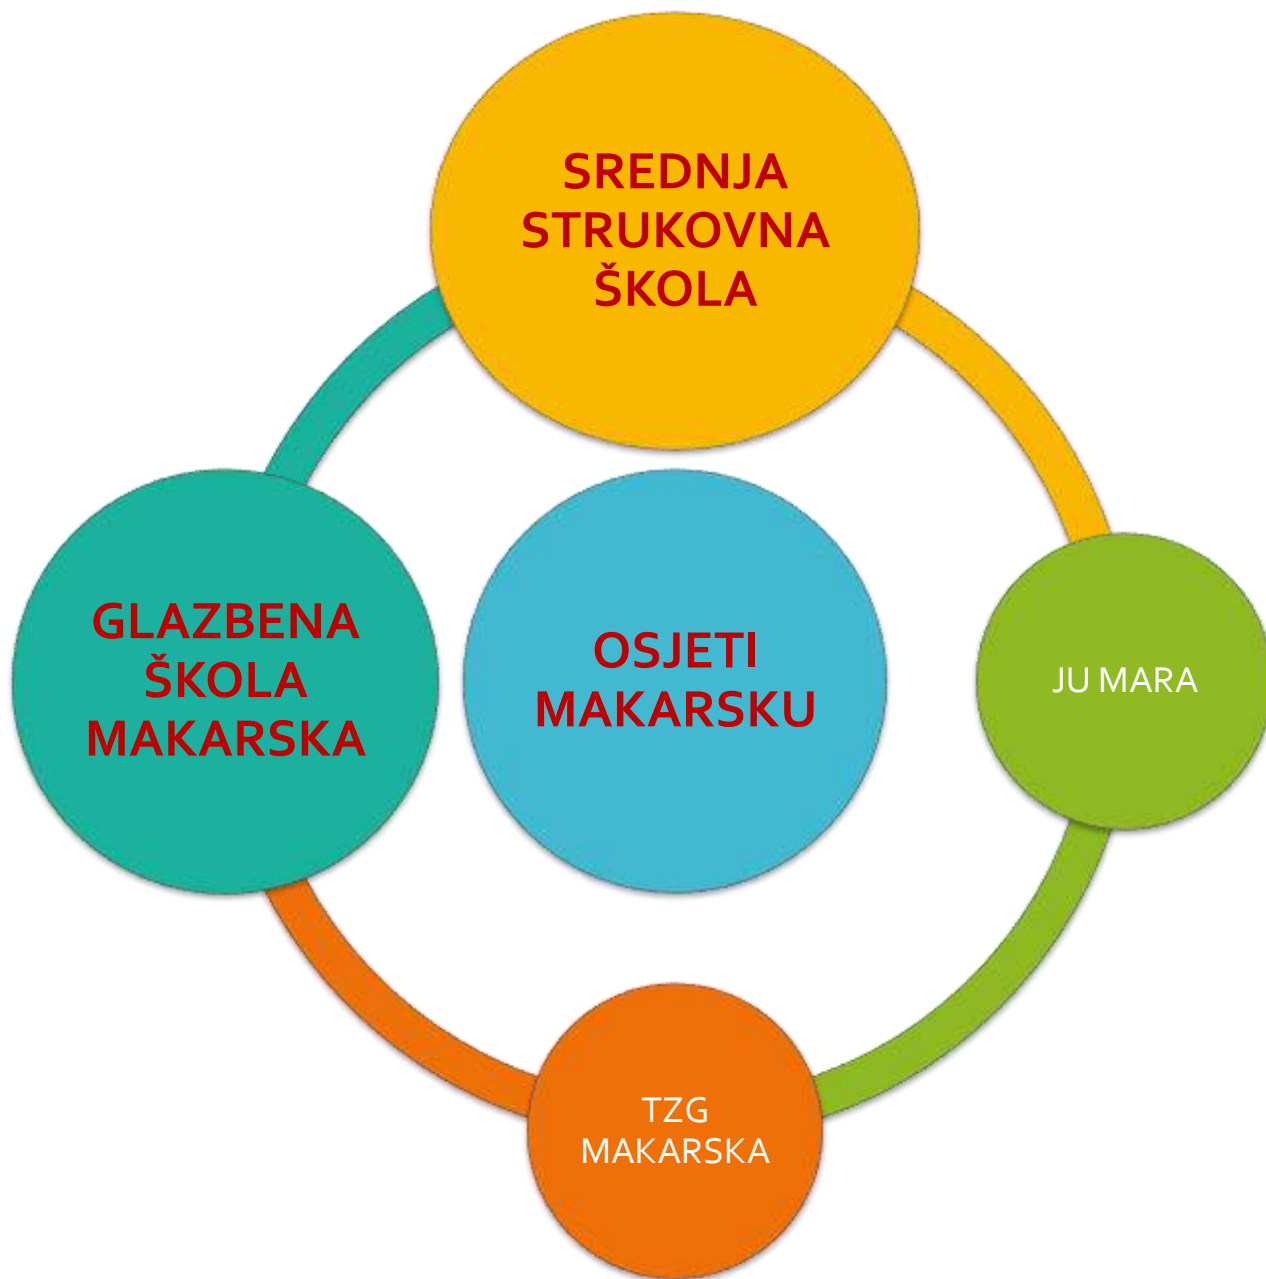 SREDNJA
STRUKOVNA
ŠKOLA
GLAZBENA
ŠKOLA
MAKARSKA
OSJETI
MAKARSKU
JU MARA
TZG
MAKARSKA